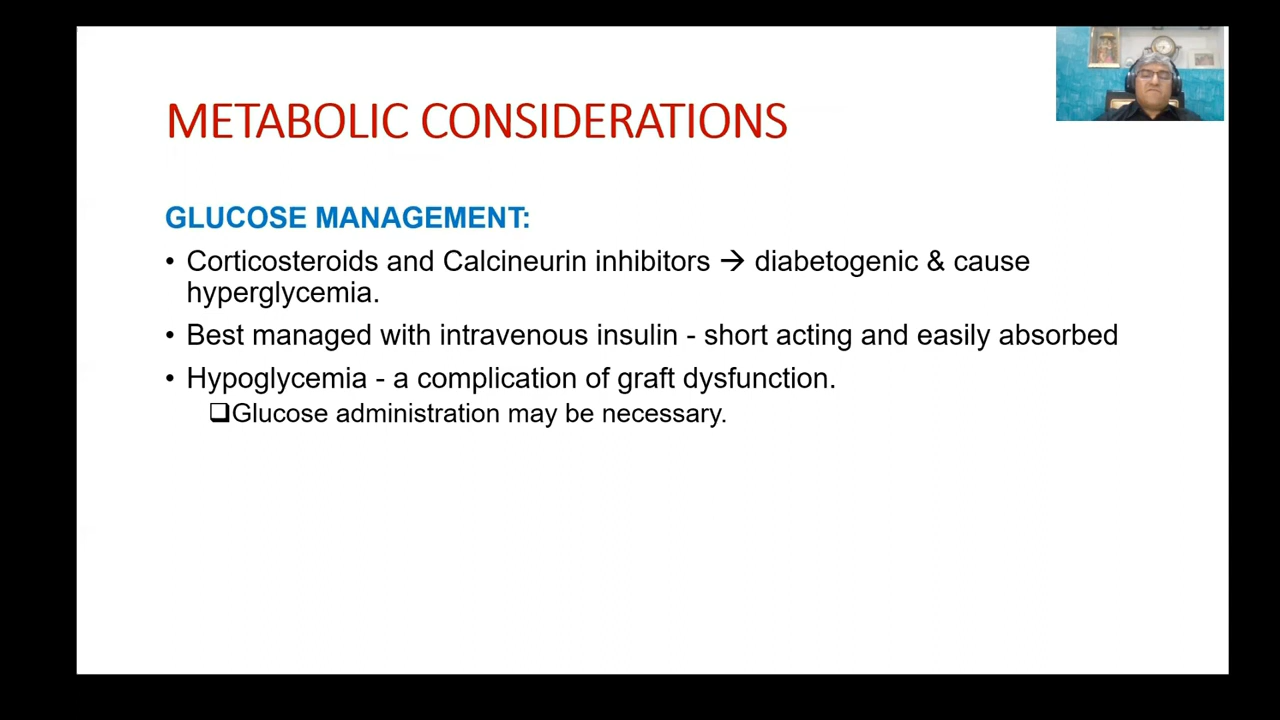 METABOLIC CONSIDERATIONS
GLUCOSE MANAGEMENT:
• Corticosteroids and Calcineurin inhibitors → diabetogenic & cause
hyperglycemia.
• Best managed with intravenous insulin - short acting and easily absorbed
• Hypoglycemia - a complication of graft dysfunction.
❑Glucose administration may be necessary.